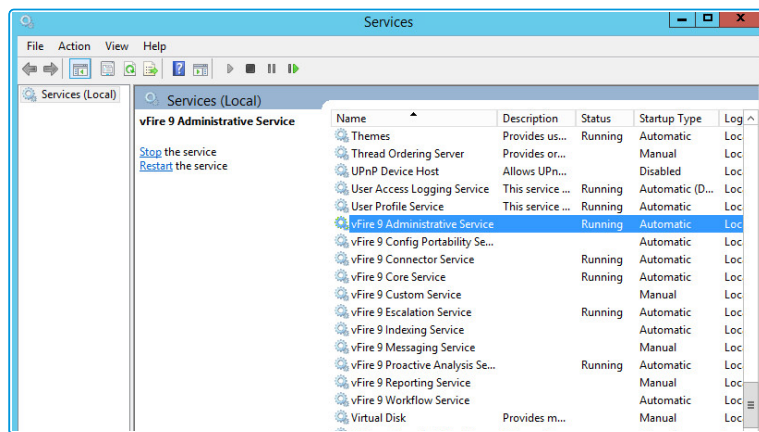 Services
File Action View Help
Services (Local)
Services (Local)
vFire 9 Administrative Service
Stop the service
Restart the service
Name Description Status Startup Type Log
Themes Provides us... Running Automatic Loc
Thread Ordering Server Provides or... Manual Loc
UPnP Device Host Allows UPn... Disabled Loc
User Access Logging Service This service ... Running Automatic (D... Loc
User Profile Service This service ... Running Automatic Loc
vFire 9 Administrative Service Running Automatic Loc
vFire 9 Config Portability Se... Automatic Loc
vFire 9 Connector Service Running Automatic Loc
vFire 9 Core Service Running Automatic Loc
vFire 9 Custom Service Manual Loc
vFire 9 Escalation Service Running Automatic Loc
vFire 9 Indexing Service Automatic Loc
vFire 9 Messaging Service Manual Loc
vFire 9 Proactive Analysis Se... Running Automatic Loc
vFire 9 Reporting Service Manual Loc
vFire 9 Workflow Service Automatic Loc
Virtual Disk Provides m... Manual Loc